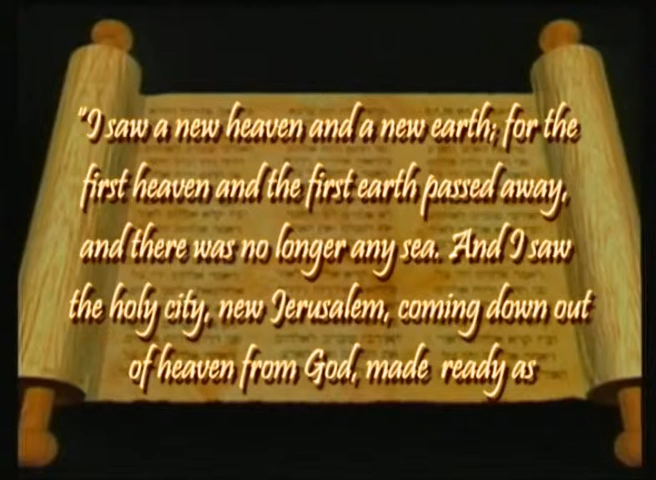 "I saw a new heaven and a new earth; for the
first heaven and the first earth passed away,
and there was no longer any sea. And I saw
the holy city, new Jerusalem, coming down out
of heaven from God, made ready as